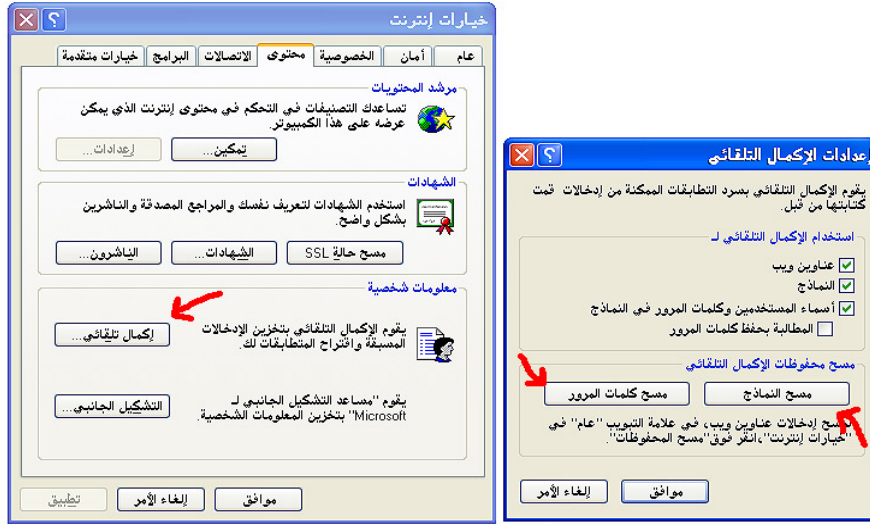 خيارات إنترنت
عام
أمان
الخصوصية
محتوى
الاتصالات
البرامج
خيارات متقدمة
مرشد المحتويات
تساعدك التصنيفات في التحكم في محتوى إنترنت الذي يمكن
عرضه على هذا الكمبيوتر.
تمكين...
إعدادات...
الشهادات
استخدم الشهادات لتعريف نفسك والمراجع المصدقة والناشرين
بشكل واضح.
مسح حالة SSL
الشهادات...
الناشرون...
معلومات شخصية
يقوم الإكمال التلقائي بتخزين الإدخالات
المسبقة واقتراح المتطابقات لك.
إكمال تلقائي...
يقوم "مساعد التشكيل الجانبي لـ
Microsoft" بتخزين المعلومات الشخصية.
التشكيل الجانبي...
موافق
إلغاء الأمر
تطبيق
إعدادات الإكمال التلقائي
يقوم الإكمال التلقائي بسرد التطابقات الممكنة من إدخالات قمت
كتابتها من قبل.
استخدام الإكمال التلقائي لـ
عناوين ويب
النماذج
أسماء المستخدمين وكلمات المرور في النماذج
المطالبة بحفظ كلمات المرور
مسح محفوظات الإكمال التلقائي
مسح النماذج
مسح كلمات المرور
لمسح إدخالات عناوين ويب، في علامة التبويب "عام" في
"خيارات إنترنت"،انقر فوق"مسح المحفوظات".
موافق
إلغاء الأمر